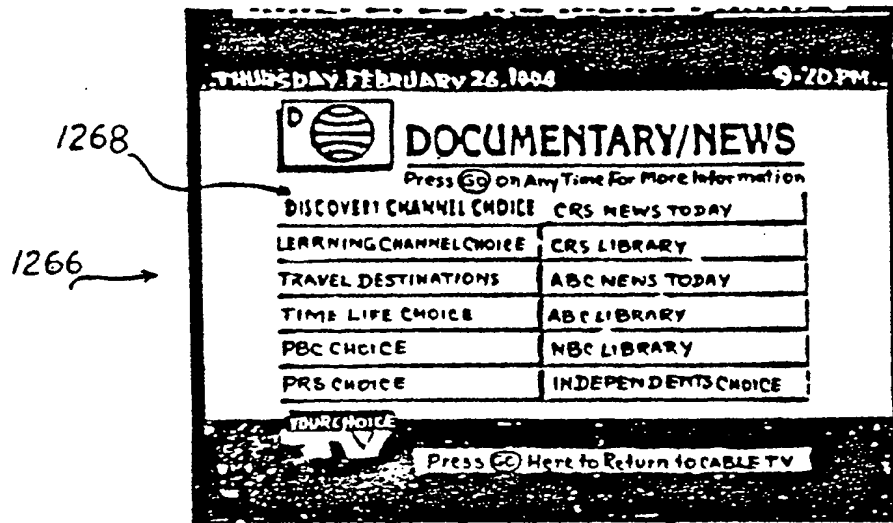 THURSDAY, FEBRUARY 26, 1994 9:20 PM
1268
D
DOCUMENTARY/NEWS
Press GO on Any Time For More Information
DISCOVERY CHANNEL CHOICE CRS NEWS TODAY
LEARNING CHANNEL CHOICE CRS LIBRARY
1266
TRAVEL DESTINATIONS ABC NEWS TODAY
TIME LIFE CHOICE ABC LIBRARY
PBC CHOICE NBC LIBRARY
PRS CHOICE INDEPENDENTS CHOICE
YOUR CHOICE
TV
Press GO Here to Return to CABLE TV